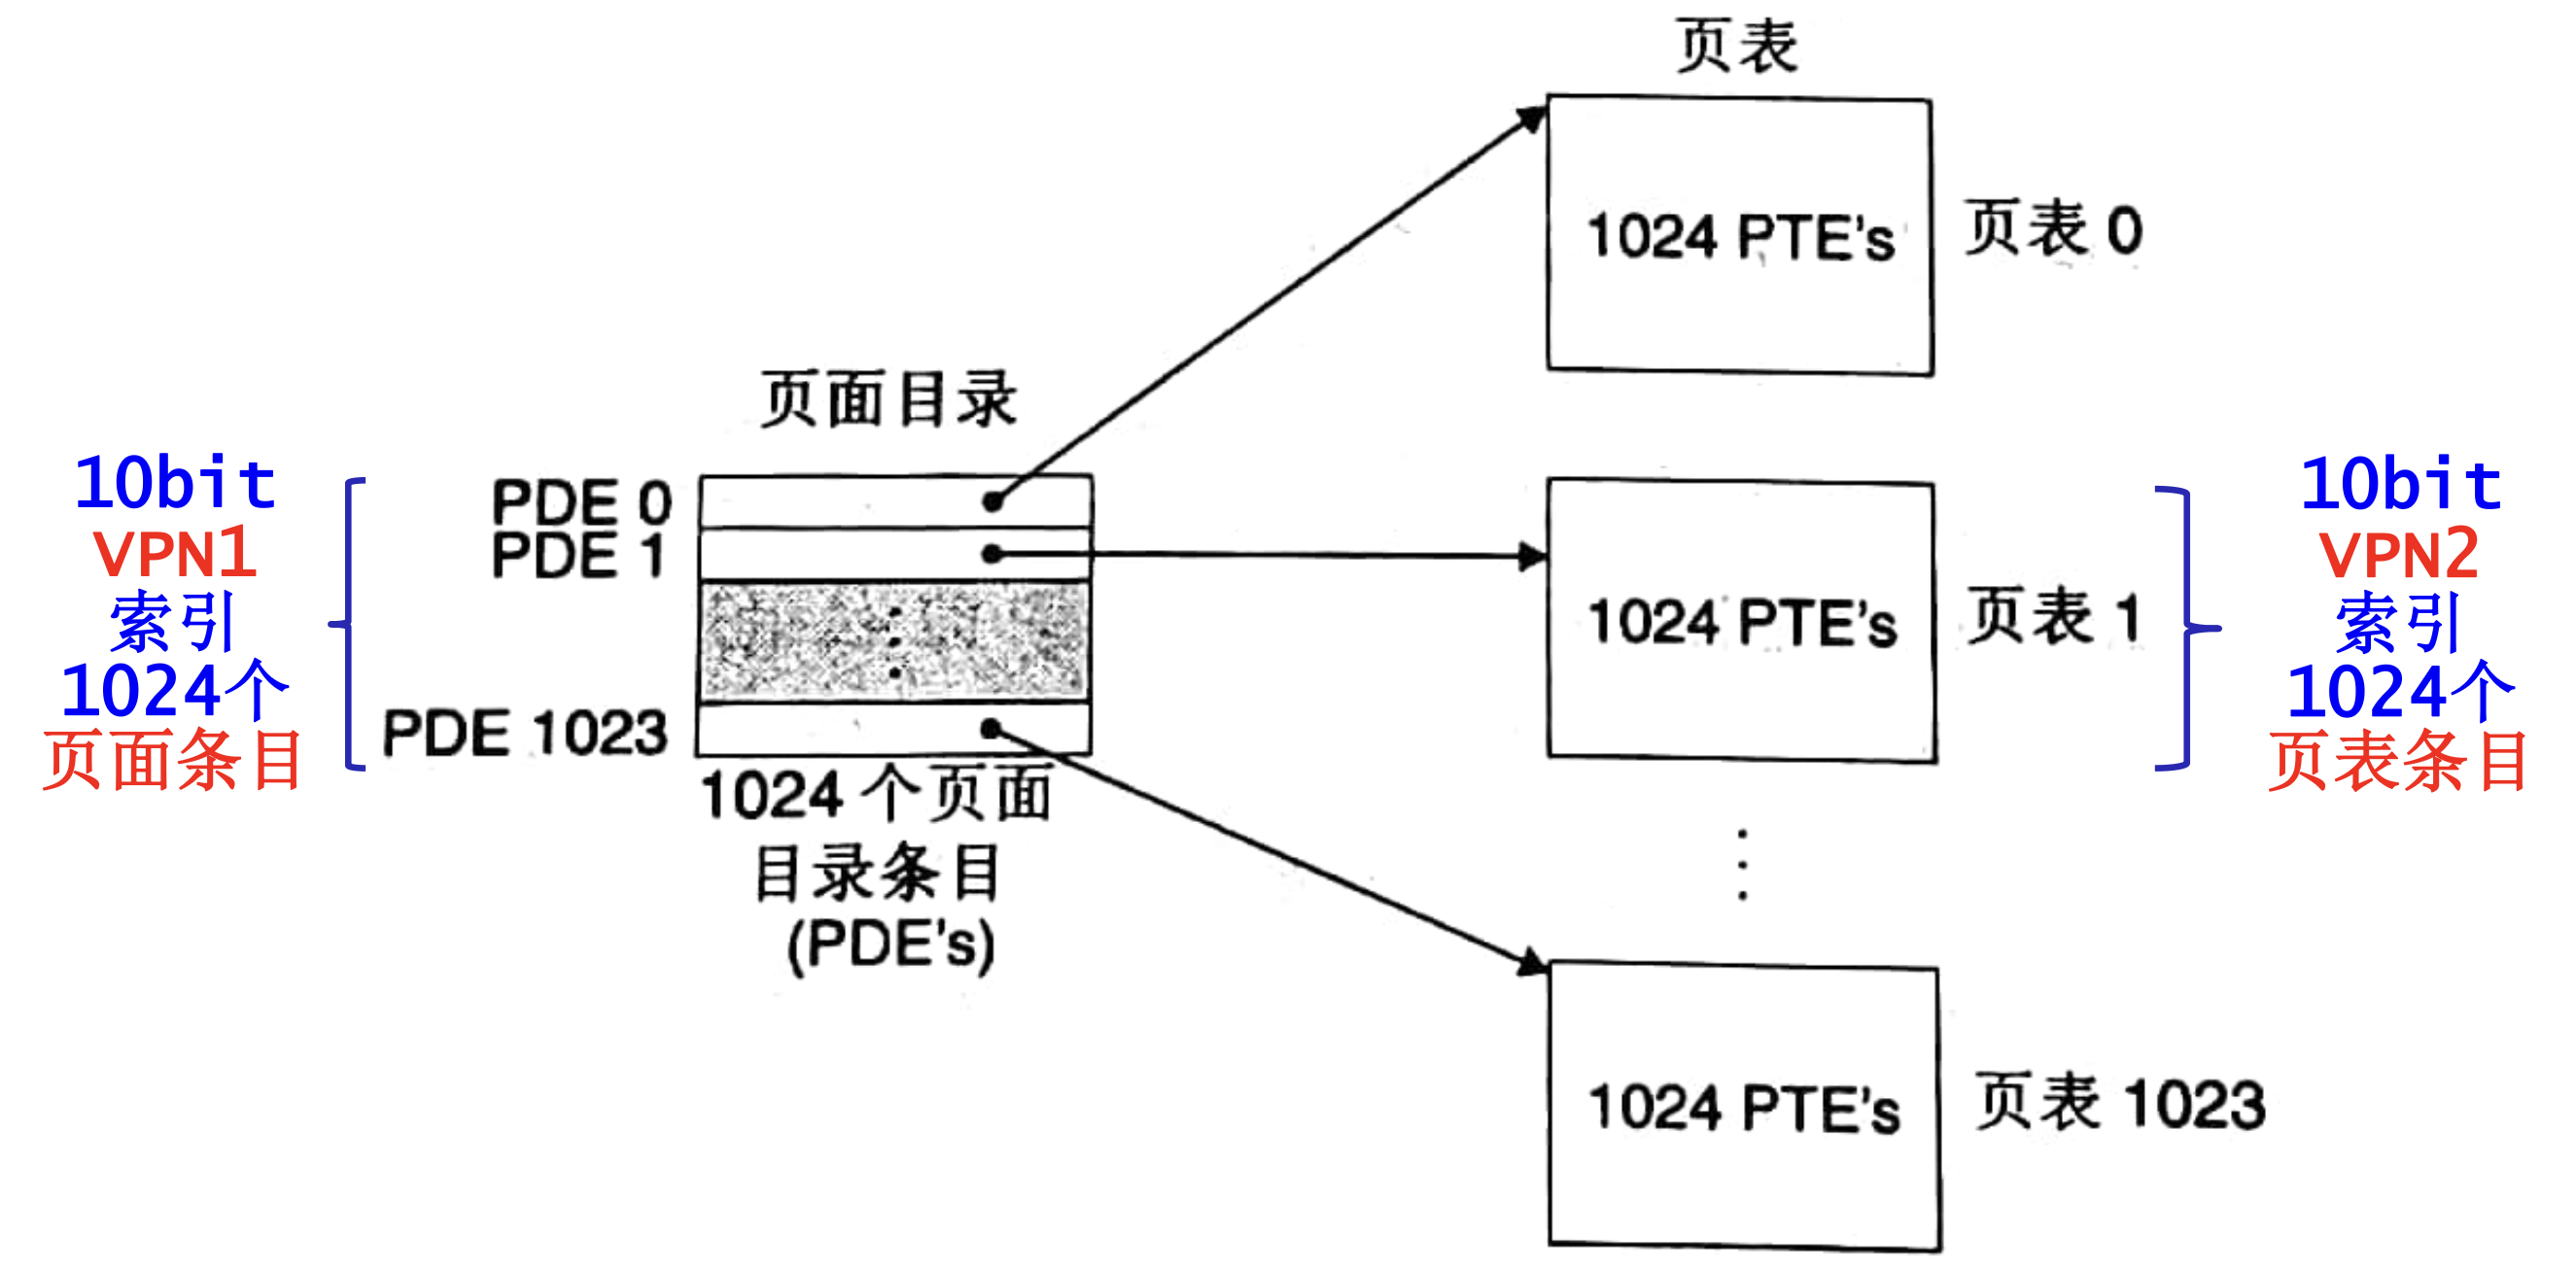 页表
1024 PTE's
页表 0
页面目录
10bit
VPN1
索引
1024个
页面条目
PDE 0
PDE 1
PDE 1023
1024 个页面
目录条目
(PDE's)
1024 PTE's
页表 1
10bit
VPN2
索引
1024个
页表条目
1024 PTE's
页表 1023